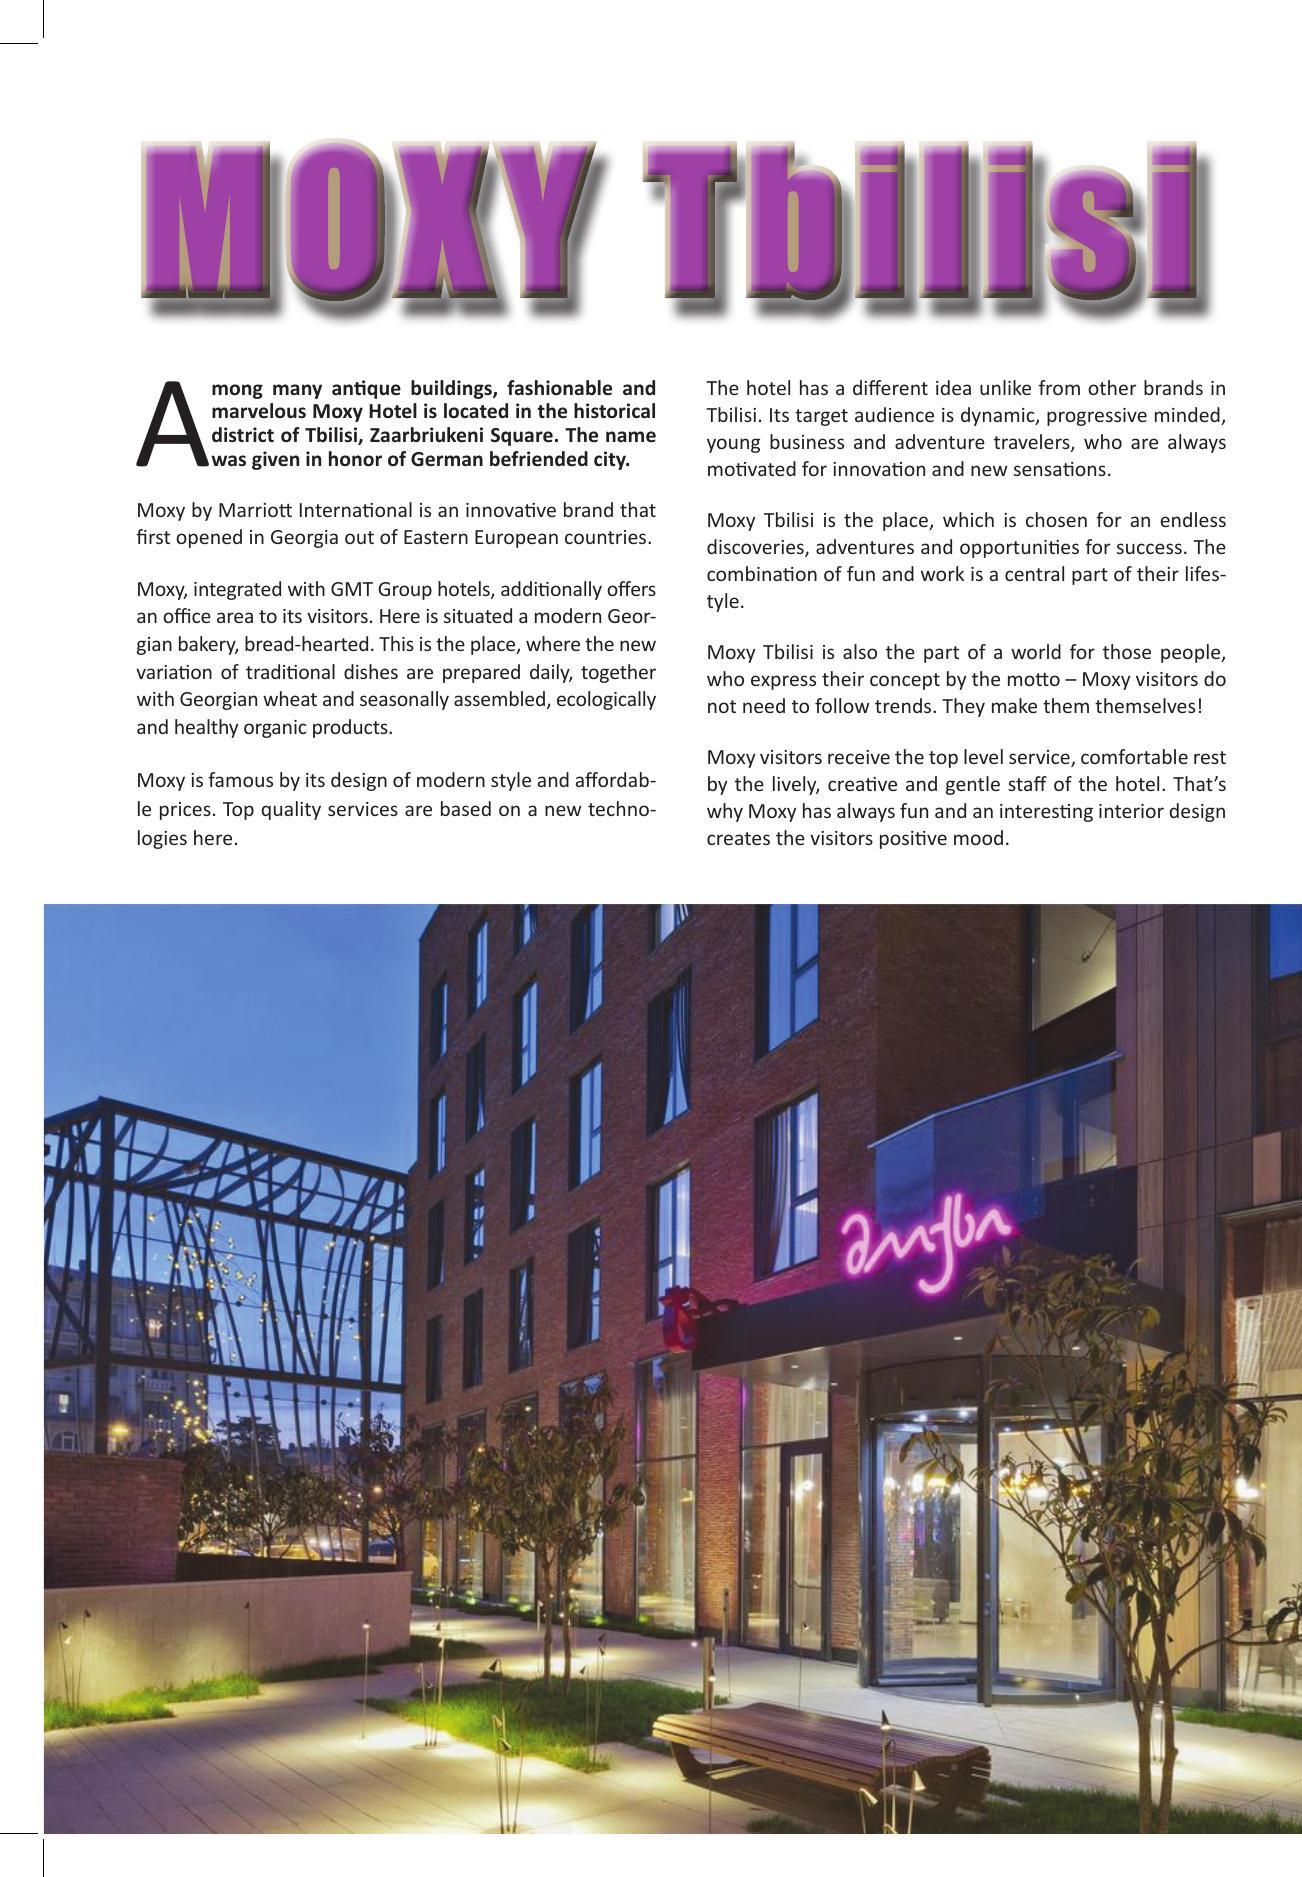 MOXY Tbilisi
Among many antique buildings, fashionable and
marvelous Moxy Hotel is located in the historical
district of Tbilisi, Zaarbriukeni Square. The name
was given in honor of German befriended city.
Moxy by Marriott International is an innovative brand that
first opened in Georgia out of Eastern European countries.
Moxy, integrated with GMT Group hotels, additionally offers
an office area to its visitors. Here is situated a modern Geor-
gian bakery, bread-hearted. This is the place, where the new
variation of traditional dishes are prepared daily, together
with Georgian wheat and seasonally assembled, ecologically
and healthy organic products.
Moxy is famous by its design of modern style and affordab-
le prices. Top quality services are based on a new techno-
logies here.
The hotel has a different idea unlike from other brands in
Tbilisi. Its target audience is dynamic, progressive minded,
young business and adventure travelers, who are always
motivated for innovation and new sensations.
Moxy Tbilisi is the place, which is chosen for an endless
discoveries, adventures and opportunities for success. The
combination of fun and work is a central part of their lifes-
tyle.
Moxy Tbilisi is also the part of a world for those people,
who express their concept by the motto – Moxy visitors do
not need to follow trends. They make them themselves!
Moxy visitors receive the top level service, comfortable rest
by the lively, creative and gentle staff of the hotel. That’s
why Moxy has always fun and an interesting interior design
creates the visitors positive mood.
მოქსი